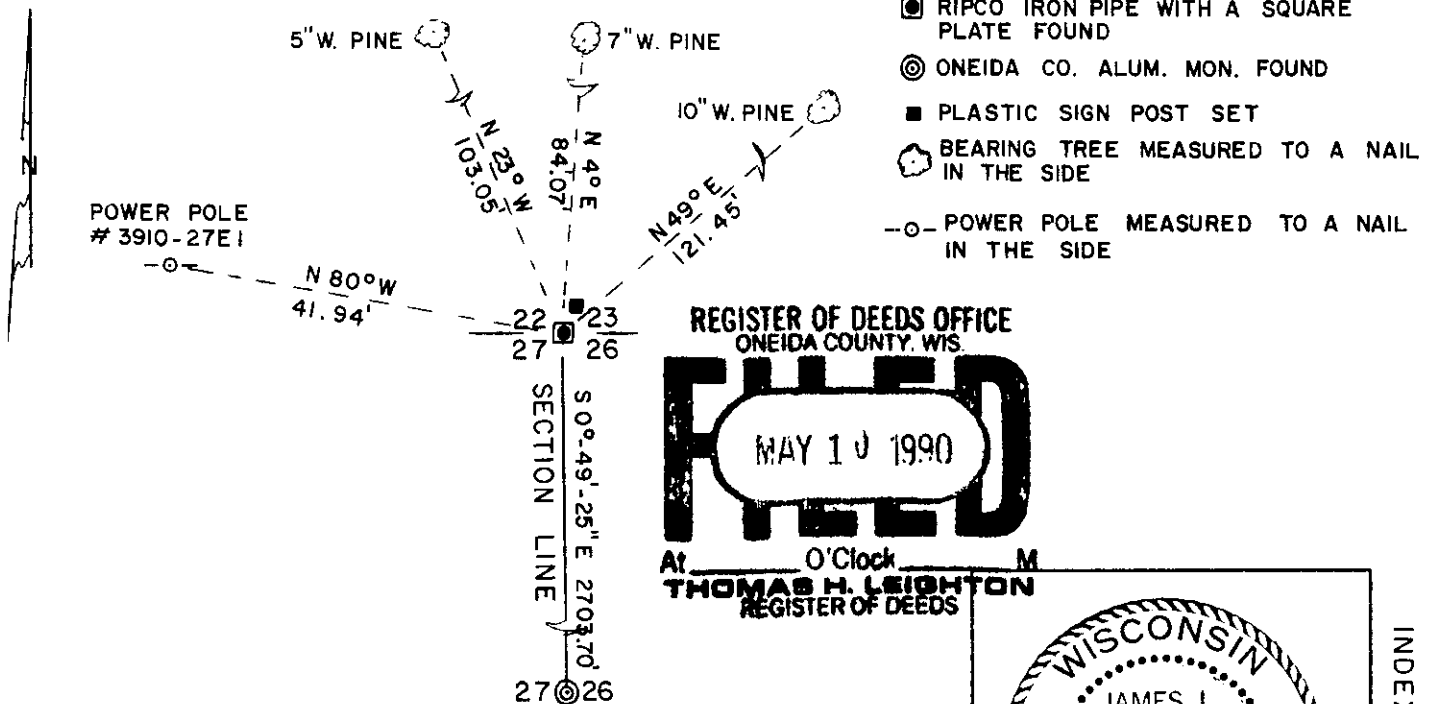 RIPCO IRON PIPE WITH A SQUARE
PLATE FOUND
ONEIDA CO. ALUM. MON. FOUND
PLASTIC SIGN POST SET
BEARING TREE MEASURED TO A NAIL
IN THE SIDE
POWER POLE MEASURED TO A NAIL
IN THE SIDE
5" W. PINE
7" W. PINE
10" W. PINE
N
N 23° W
103.05'
N 4° E
84.07'
N 49° E
121.45'
POWER POLE
# 3910-27E1
N 80° W
41.94'
22 23
27 26
SECTION LINE
S 0°-49'-25" E 2703.70'
27 26
REGISTER OF DEEDS OFFICE
ONEIDA COUNTY, WIS.
FILED
MAY 10 1990
At O'Clock M
THOMAS H. LEIGHTON
REGISTER OF DEEDS
WISCONSIN
JAMES L.
INDEX